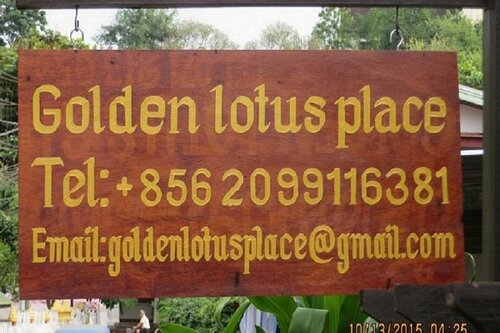 Golden lotus place
Tel: +856 2099116381
Email:goldenlotusplace@gmail.com
10/13/2015 04:25